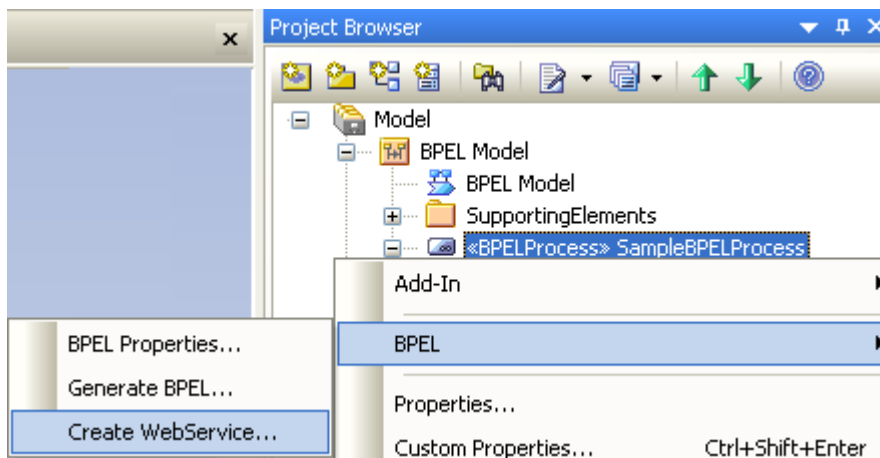 Project Browser
Model
BPEL Model
BPEL Model
SupportingElements
«BPELProcess» SampleBPELProcess
Add-In
BPEL
Properties...
Custom Properties... Ctrl+Shift+Enter
BPEL Properties...
Generate BPEL...
Create WebService...